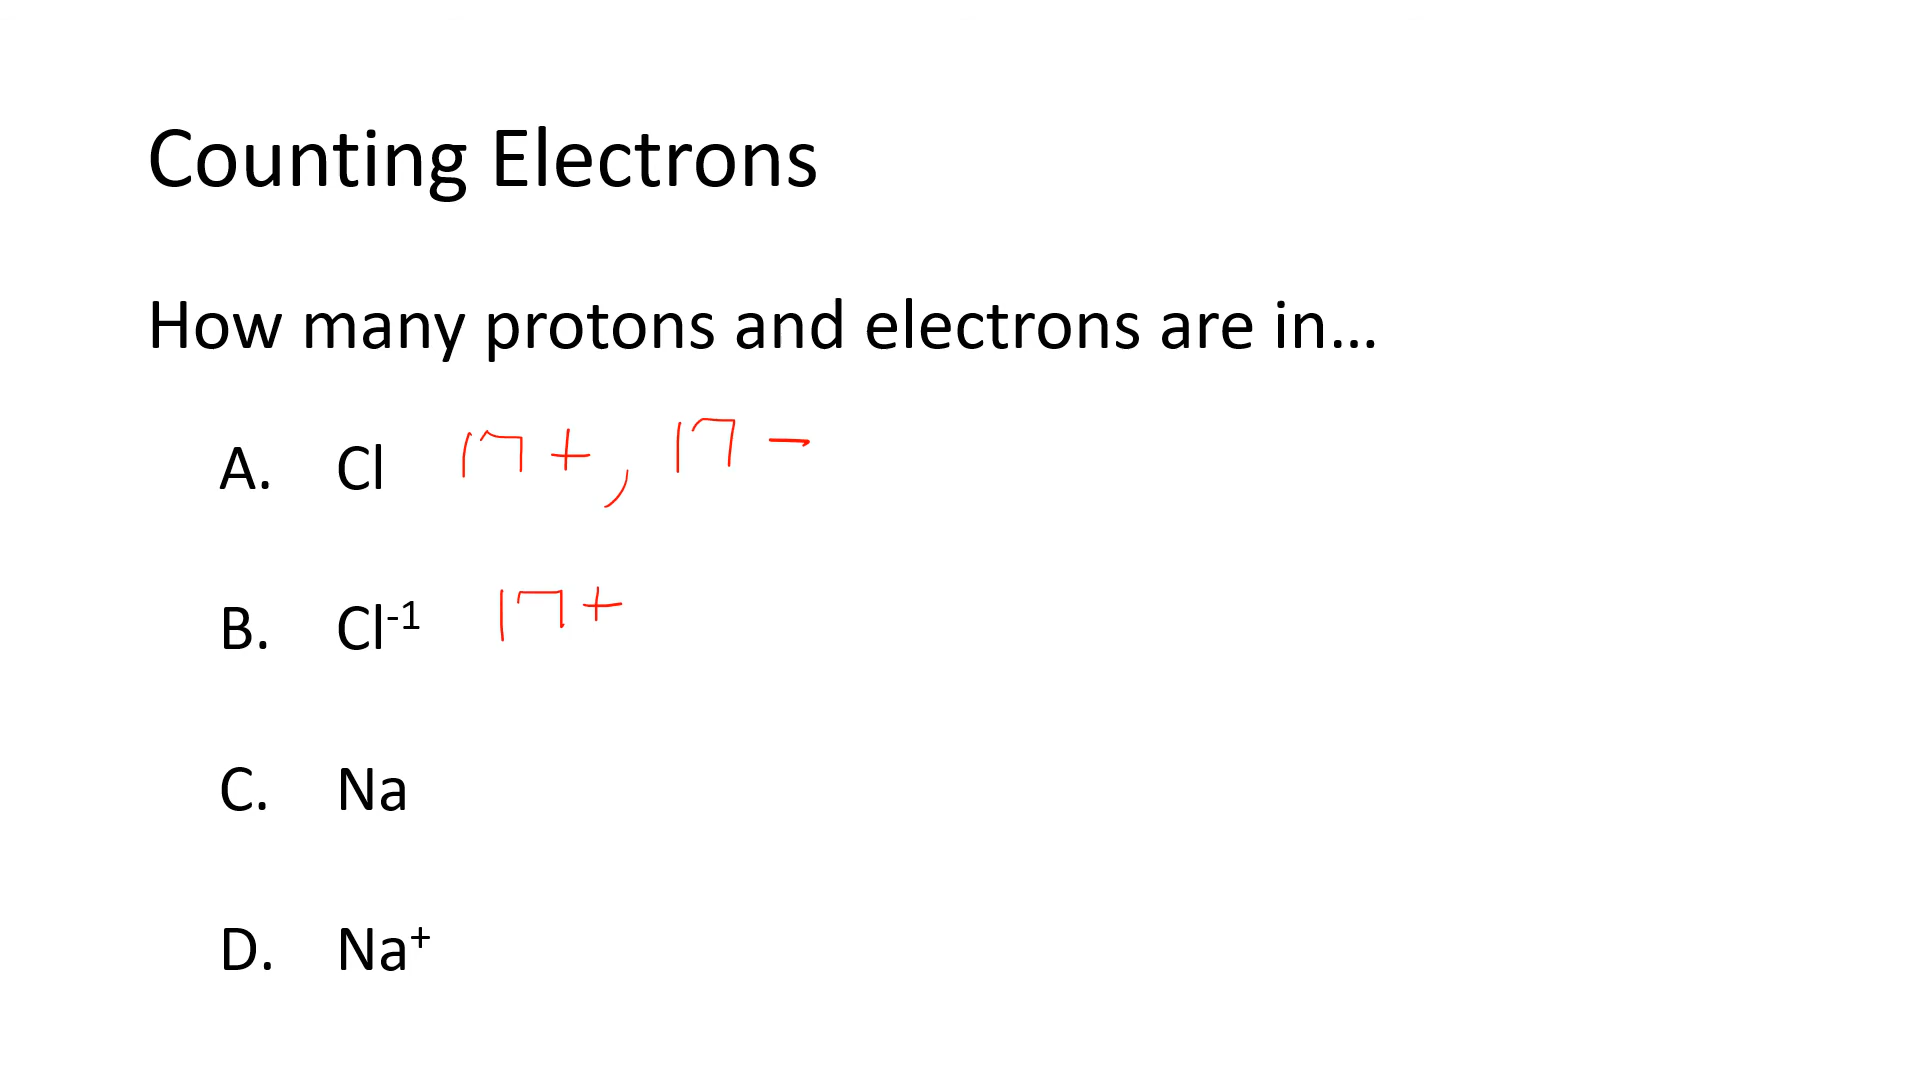 Counting Electrons
How many protons and electrons are in...
A. Cl 17 +, 17 −
B. Cl⁻¹ 17 +
C. Na
D. Na⁺